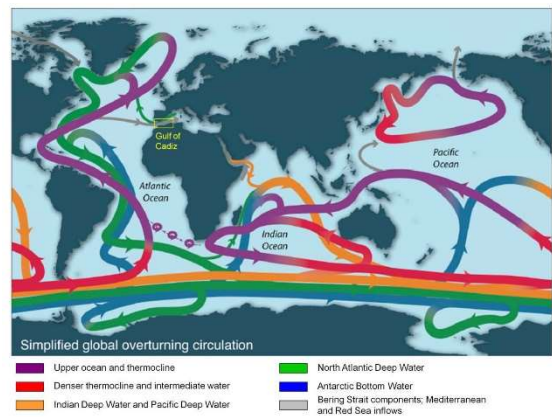 Gulf of
Cadiz
Pacific
Ocean
Atlantic
Ocean
Indian
Ocean
Simplified global overturning circulation
Upper ocean and thermocline
Denser thermocline and intermediate water
Indian Deep Water and Pacific Deep Water
North Atlantic Deep Water
Antarctic Bottom Water
Bering Strait components; Mediterranean
and Red Sea inflows